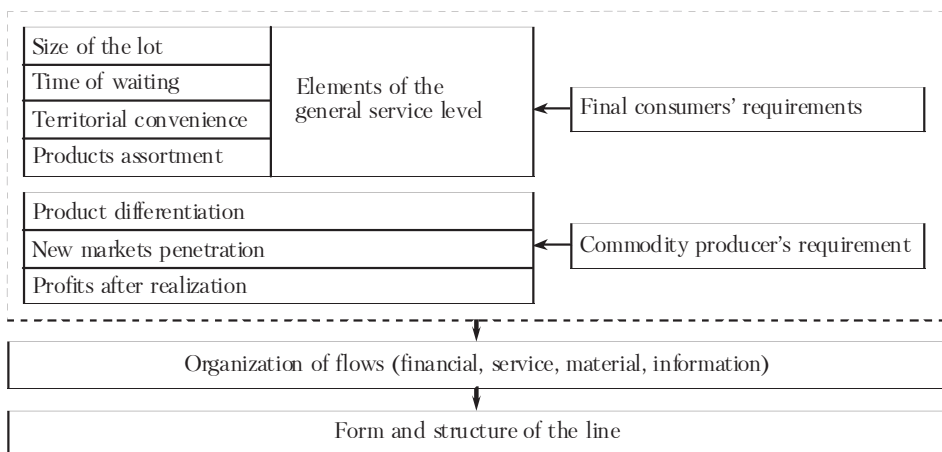 Size of the lot
Time of waiting
Territorial convenience
Products assortment
Elements of the
general service level
Final consumers' requirements
Product differentiation
New markets penetration
Profits after realization
Commodity producer's requirement
Organization of flows (financial, service, material, information)
Form and structure of the line